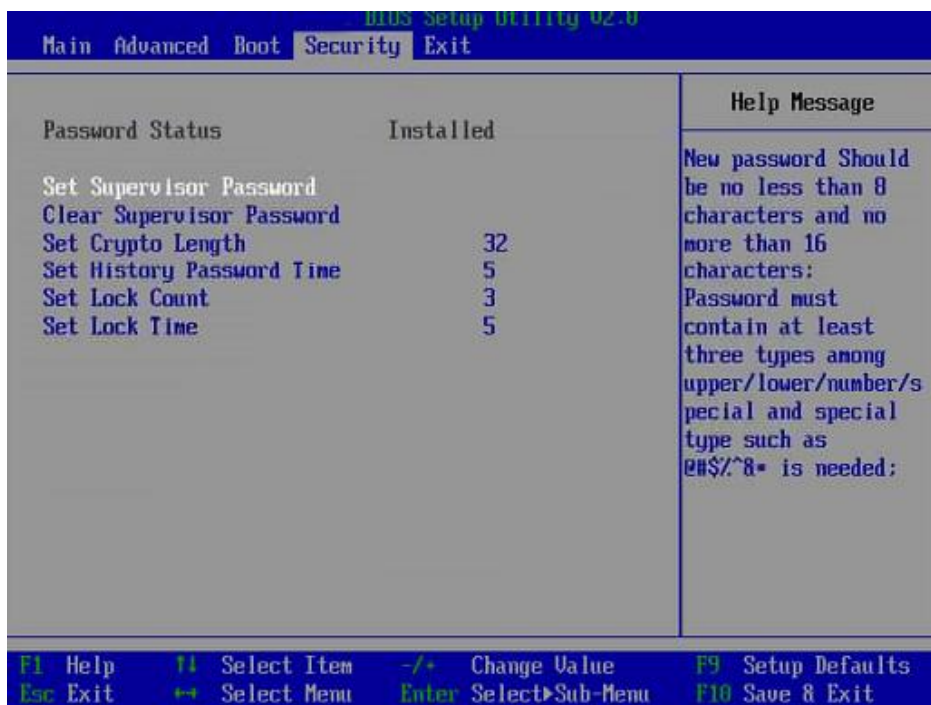 BIOS Setup Utility V2.0
Main Advanced Boot Security Exit
Password Status Installed
Set Supervisor Password
Clear Supervisor Password
Set Crypto Length 32
Set History Password Time 5
Set Lock Count 3
Set Lock Time 5
Help Message
New password Should
be no less than 8
characters and no
more than 16
characters;
Password must
contain at least
three types among
upper/lower/number/s
pecial and special
type such as
@#$%^&* is needed;
F1 Help ↑↓ Select Item -/+ Change Value F9 Setup Defaults
Esc Exit ↔ Select Menu Enter Select▶Sub-Menu F10 Save & Exit